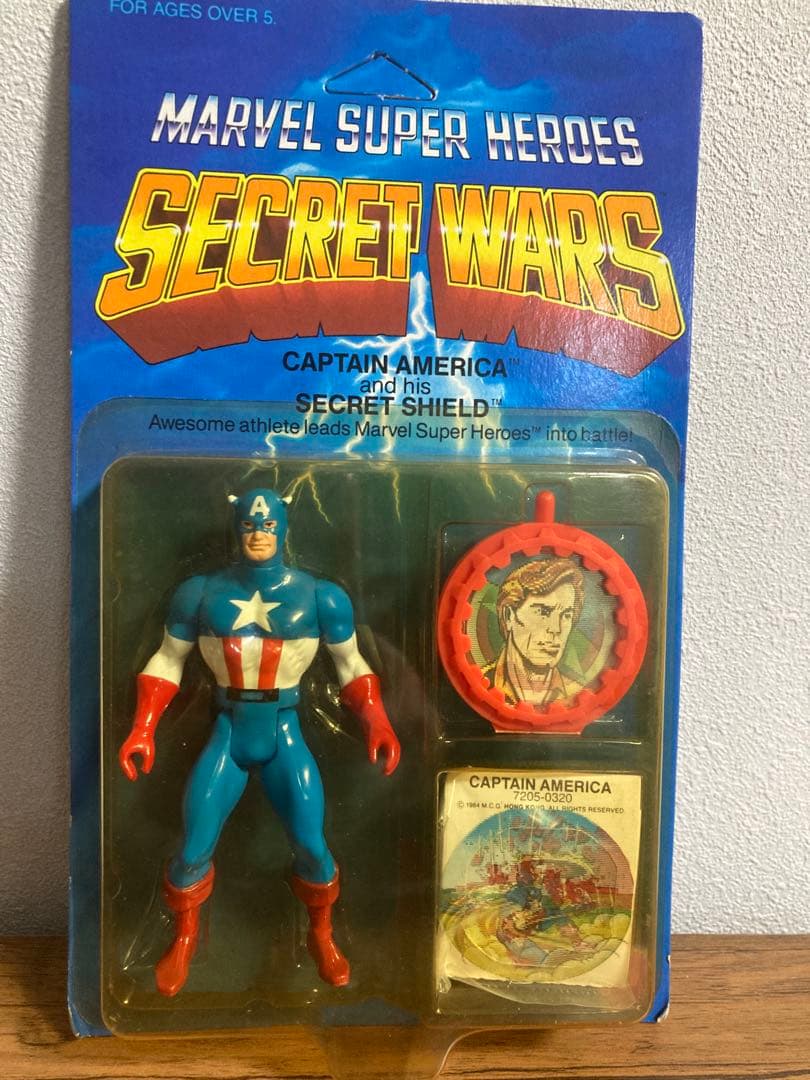 FOR AGES OVER 5.
MARVEL SUPER HEROES™
SECRET WARS
CAPTAIN AMERICA™
and his
SECRET SHIELD™
Awesome athlete leads Marvel Super Heroes™ into battle!
A
CAPTAIN AMERICA
7205-0320
© 1984 M.C.G. HONG KONG. ALL RIGHTS RESERVED.